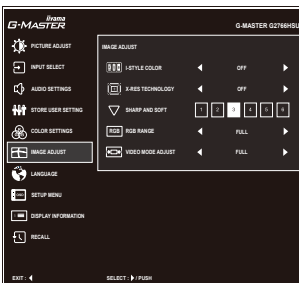 iiyama
G-MASTER
G-MASTER G2766HSU
PICTURE ADJUST
INPUT SELECT
AUDIO SETTINGS
STORE USER SETTING
COLOR SETTINGS
IMAGE ADJUST
LANGUAGE
SETUP MENU
DISPLAY INFORMATION
RECALL
IMAGE ADJUST
I-STYLE COLOR OFF
X-RES TECHNOLOGY OFF
SHARP AND SOFT 1 2 3 4 5 6
RGB RGB RANGE FULL
VIDEO MODE ADJUST FULL
EXIT :
SELECT : / PUSH